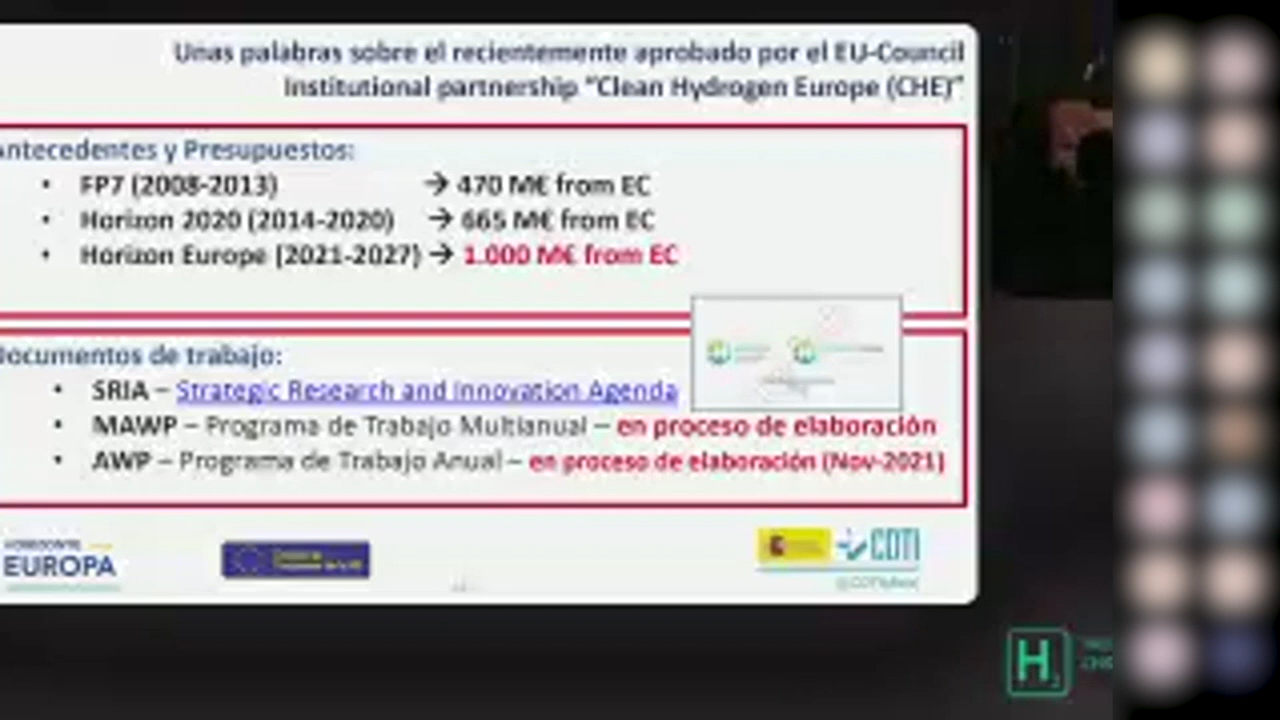 Unas palabras sobre el recientemente aprobado por el EU-Council
Institutional partnership "Clean Hydrogen Europe (CHE)"
Antecedentes y Presupuestos:
• FP7 (2008-2013) → 470 M€ from EC
• Horizon 2020 (2014-2020) → 665 M€ from EC
• Horizon Europe (2021-2027) → 1.000 M€ from EC
Documentos de trabajo:
• SRIA – Strategic Research and Innovation Agenda
• MAWP – Programa de Trabajo Multianual – en proceso de elaboración
• AWP – Programa de Trabajo Anual – en proceso de elaboración (Nov-2021)
EUROPA
CDTI
H2